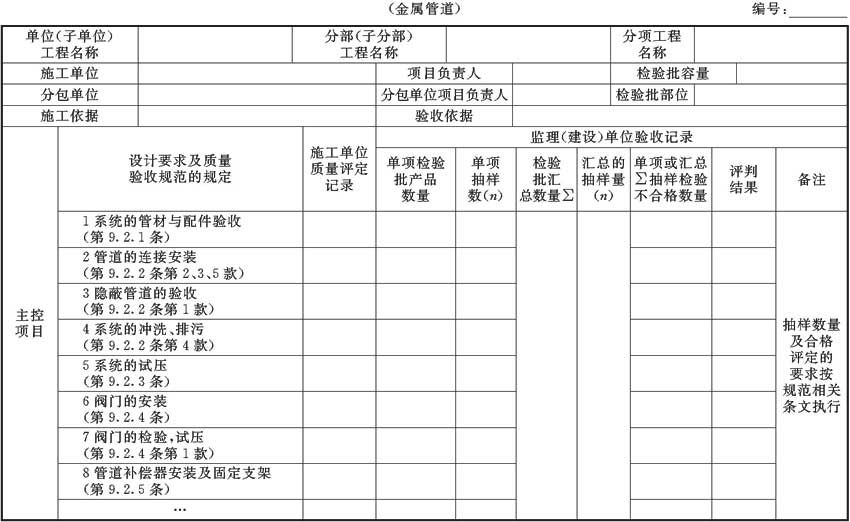 (金属管道)
编号:
单位(子单位)
工程名称
分部(子分部)
工程名称
分项工程
名称
施工单位
项目负责人
检验批容量
分包单位
分包单位项目负责人
检验批部位
施工依据
验收依据
主控
项目
设计要求及质量
验收规范的规定
施工单位
质量评定
记录
监理(建设)单位验收记录
单项检验
批产品
数量
单项
抽样
数(n)
检验
批汇
总数量∑
汇总的
抽样量
(n)
单项或汇总
∑抽样检验
不合格数量
评判
结果
备注
1 系统的管材与配件验收
(第 9.2.1 条)
2 管道的连接安装
(第 9.2.2 条第 2、3、5 款)
3 隐蔽管道的验收
(第 9.2.2 条第 1 款)
4 系统的冲洗、排污
(第 9.2.2 条第 4 款)
5 系统的试压
(第 9.2.3 条)
6 阀门的安装
(第 9.2.4 条)
7 阀门的检验,试压
(第 9.2.4 条第 1 款)
8 管道补偿器安装及固定支架
(第 9.2.5 条)
…
抽样数量
及合格
评定的
要求按
规范相关
条文执行